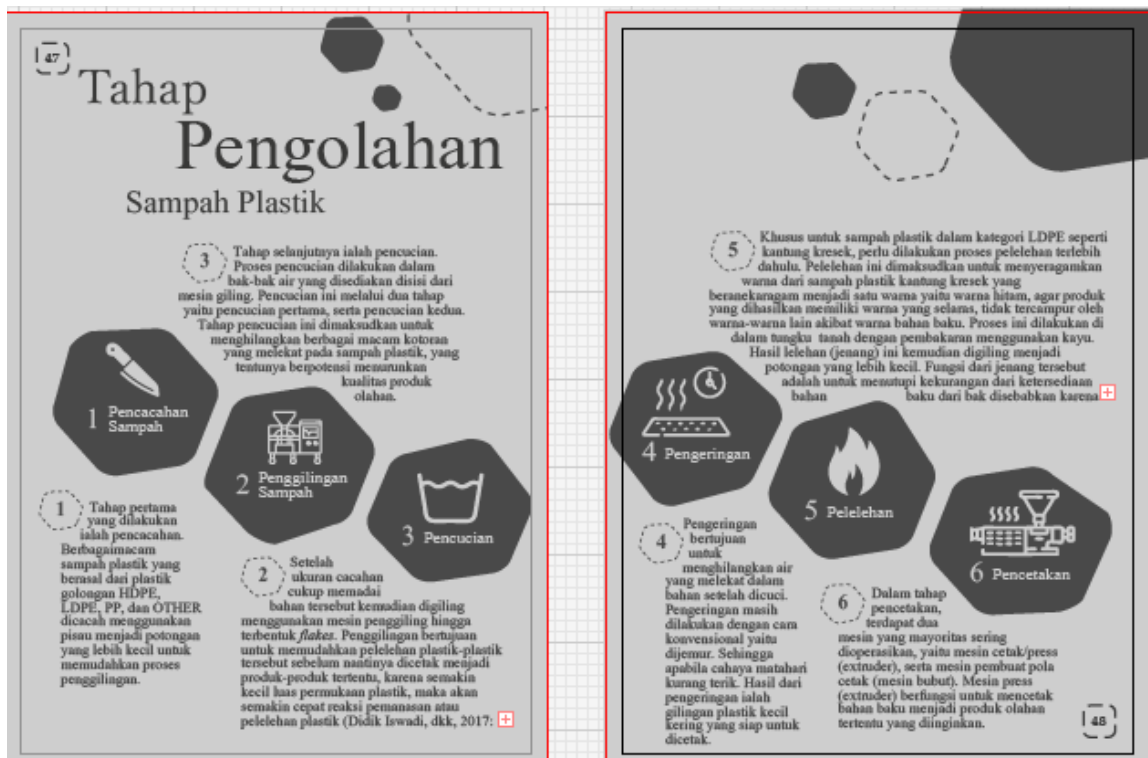 47
Tahap
Pengolahan
Sampah Plastik
3
Tahap selanjutnya ialah pencucian.
Proses pencucian dilakukan dalam
bak-bak air yang disediakan disisi dari
mesin giling. Pencucian ini melalui dua tahap
yaitu pencucian pertama, serta pencucian kedua.
Tahap pencucian ini dimaksudkan untuk
menghilangkan berbagai macam kotoran
yang melekat pada sampah plastik, yang
tentunya berpotensi menurunkan
kualitas produk
olahan.
1 Pencacahan
Sampah
2 Penggilingan
Sampah
3 Pencucian
1
Tahap pertama
yang dilakukan
ialah pencacahan.
Berbagaimacam
sampah plastik yang
berasal dari plastik
golongan HDPE,
LDPE, PP, dan OTHER
dicacah menggunakan
pisau menjadi potongan
yang lebih kecil untuk
memudahkan proses
penggilingan.
2
Setelah
ukuran cacahan
cukup memadai
bahan tersebut kemudian digiling
menggunakan mesin penggiling hingga
terbentuk flakes. Penggilingan bertujuan
untuk memudahkan pelelehan plastik-plastik
tersebut sebelum nantinya dicetak menjadi
produk-produk tertentu, karena semakin
kecil luas permukaan plastik, maka akan
semakin cepat reaksi pemanasan atau
pelelehan plastik (Didik Iswadi, dkk, 2017:
5
Khusus untuk sampah plastik dalam kategori LDPE seperti
kantung kresek, perlu dilakukan proses pelelehan terlebih
dahulu. Pelelehan ini dimaksudkan untuk menyeragamkan
warna dari sampah plastik kantung kresek yang
beranekaragam menjadi satu warna yaitu warna hitam, agar produk
yang dihasilkan memiliki warna yang selaras, tidak tercampur oleh
warna-warna lain akibat warna bahan baku. Proses ini dilakukan di
dalam tungku tanah dengan pembakaran menggunakan kayu.
Hasil lelehan (jenang) ini kemudian digiling menjadi
potongan yang lebih kecil. Fungsi dari jenang tersebut
adalah untuk menutupi kekurangan dari ketersediaan
bahan baku dari bak disebabkan karena
4 Pengeringan
5 Pelelehan
6 Pencetakan
4
Pengeringan
bertujuan
untuk
menghilangkan air
yang melekat dalam
bahan setelah dicuci.
Pengeringan masih
dilakukan dengan cara
konvensional yaitu
dijemur. Sehingga
apabila cahaya matahari
kurang terik. Hasil dari
pengeringan ialah
gilingan plastik kecil
kering yang siap untuk
dicetak.
6
Dalam tahap
pencetakan,
terdapat dua
mesin yang mayoritas sering
dioperasikan, yaitu mesin cetak/press
(extruder), serta mesin pembuat pola
cetak (mesin bubut). Mesin press
(extruder) berfungsi untuk mencetak
bahan baku menjadi produk olahan
tertentu yang diinginkan.
48